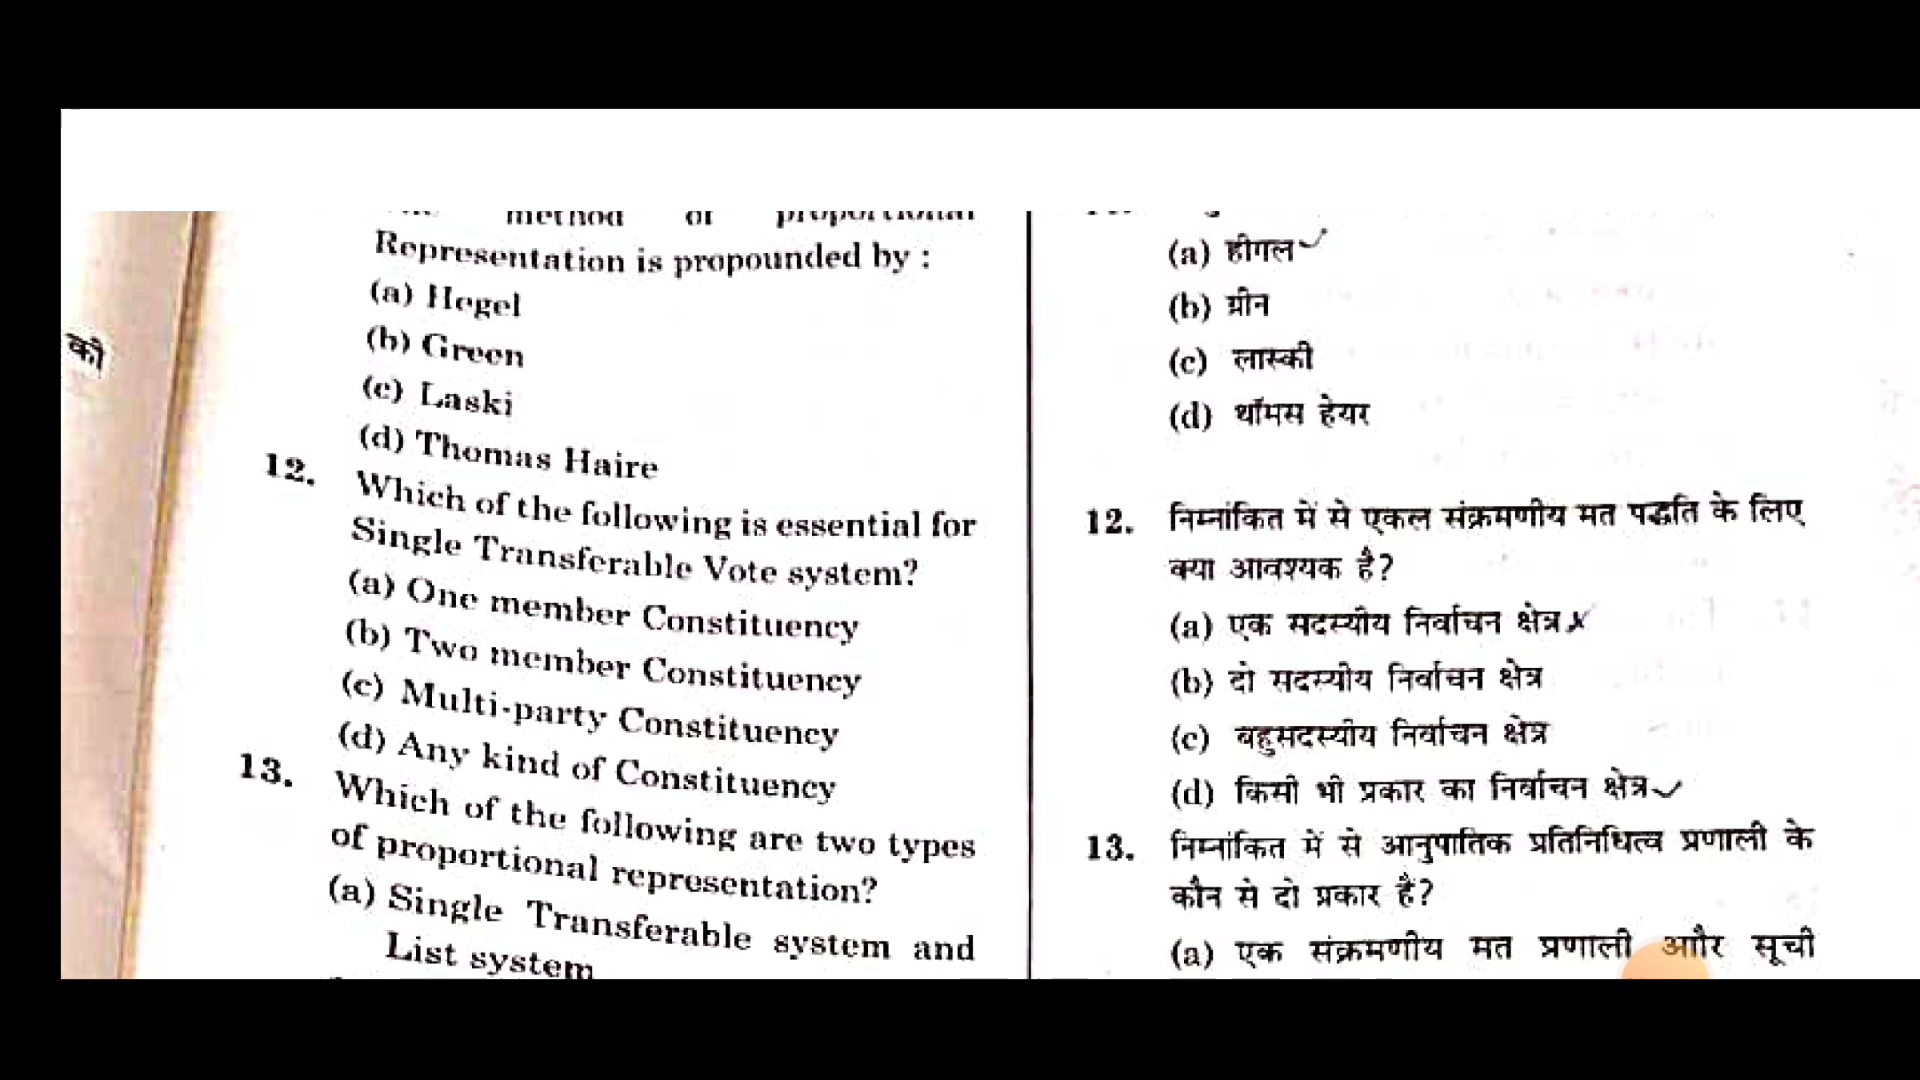 को
method of proportional
Representation is propounded by :
(a) Hegel
(b) Green
(c) Laski
(d) Thomas Haire
12. Which of the following is essential for
Single Transferable Vote system?
(a) One member Constituency
(b) Two member Constituency
(c) Multi-party Constituency
(d) Any kind of Constituency
13. Which of the following are two types
of proportional representation?
(a) Single Transferable system and
List system
(a) हीगल
(b) ग्रीन
(c) लास्की
(d) थॉमस हेयर
12. निम्नांकित में से एकल संक्रमणीय मत पद्धति के लिए
क्या आवश्यक है?
(a) एक सदस्यीय निर्वाचन क्षेत्र
(b) दो सदस्यीय निर्वाचन क्षेत्र
(c) बहुसदस्यीय निर्वाचन क्षेत्र
(d) किसी भी प्रकार का निर्वाचन क्षेत्र
13. निम्नांकित में से आनुपातिक प्रतिनिधित्व प्रणाली के
कौन से दो प्रकार हैं?
(a) एक संक्रमणीय मत प्रणाली आौर सूची